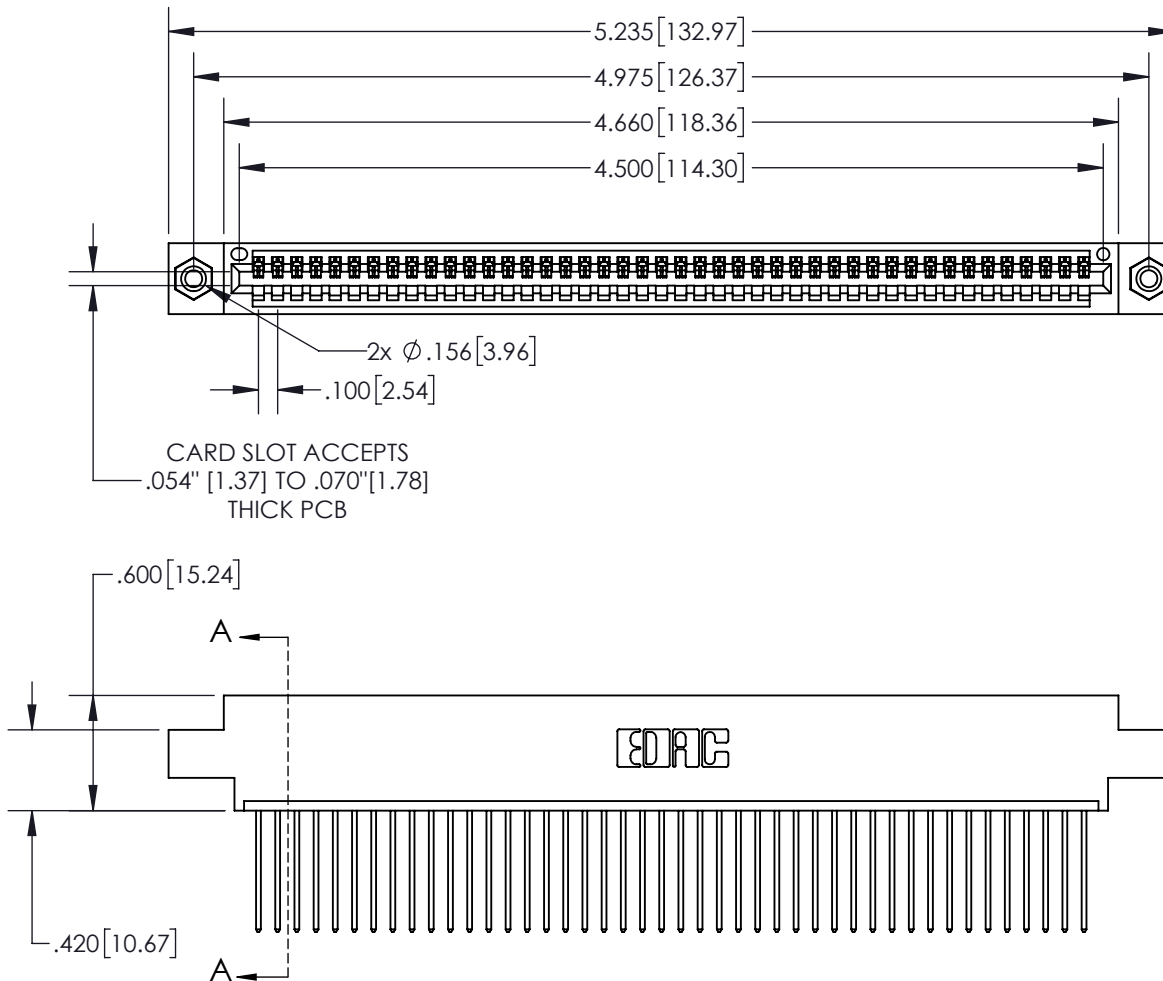 5.235[132.97]
4.975[126.37]
4.660[118.36]
4.500[114.30]
2x Ø.156[3.96]
.100[2.54]
CARD SLOT ACCEPTS
.054" [1.37] TO .070"[1.78]
THICK PCB
.600[15.24]
A
EDAC
.420[10.67]
A